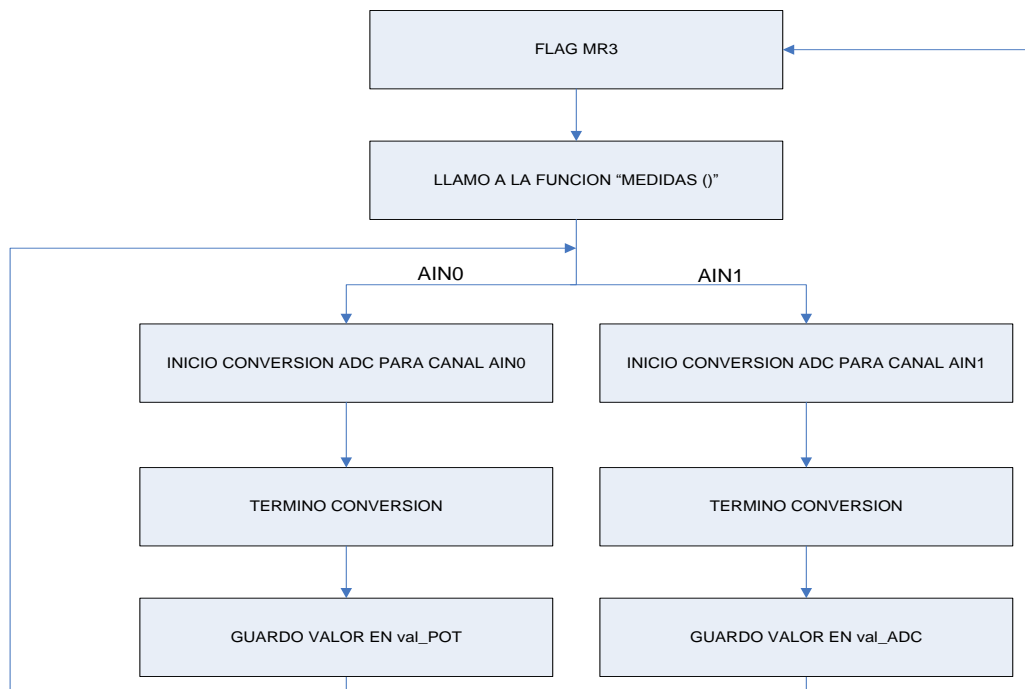 FLAG MR3
LLAMO A LA FUNCION “MEDIDAS ()”
AIN0
AIN1
INICIO CONVERSION ADC PARA CANAL AIN0
INICIO CONVERSION ADC PARA CANAL AIN1
TERMINO CONVERSION
TERMINO CONVERSION
GUARDO VALOR EN val_POT
GUARDO VALOR EN val_ADC